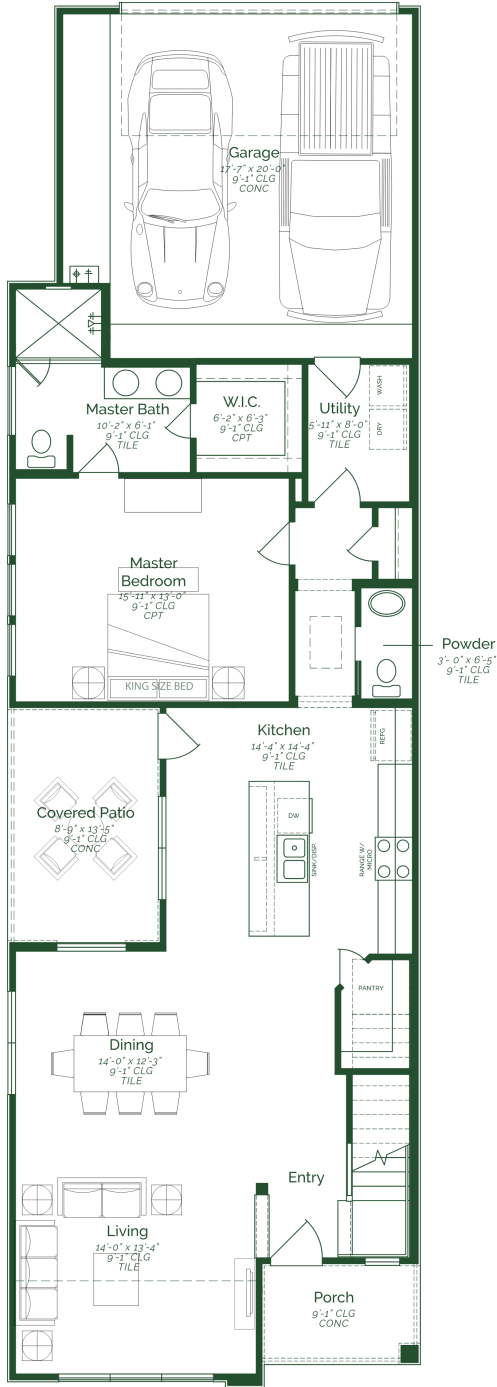 Garage
17'-7" x 20'-0"
9'-1" CLG
CONC
Master Bath
10'-2" x 6'-1"
9'-1" CLG
TILE
W.I.C.
6'-2" x 6'-3"
9'-1" CLG
CPT
Utility
5'-11" x 8'-0"
9'-1" CLG
TILE
WASH
DRY
Master
Bedroom
15'-11" x 13'-0"
9'-1" CLG
CPT
KING SIZE BED
Powder
3'- 0" x 6'-5"
9'-1" CLG
TILE
Kitchen
14'-4" x 14'-4"
9'-1" CLG
TILE
REFG
DW
SINK/DISP.
RANGE W/
MICRO
Covered Patio
8'-9" x 13'-5"
9'-1" CLG
CONC
PANTRY
Dining
14'-0" x 12'-3"
9'-1" CLG
TILE
Entry
Living
14'-0" x 13'-4"
9'-1" CLG
TILE
Porch
9'-1" CLG
CONC